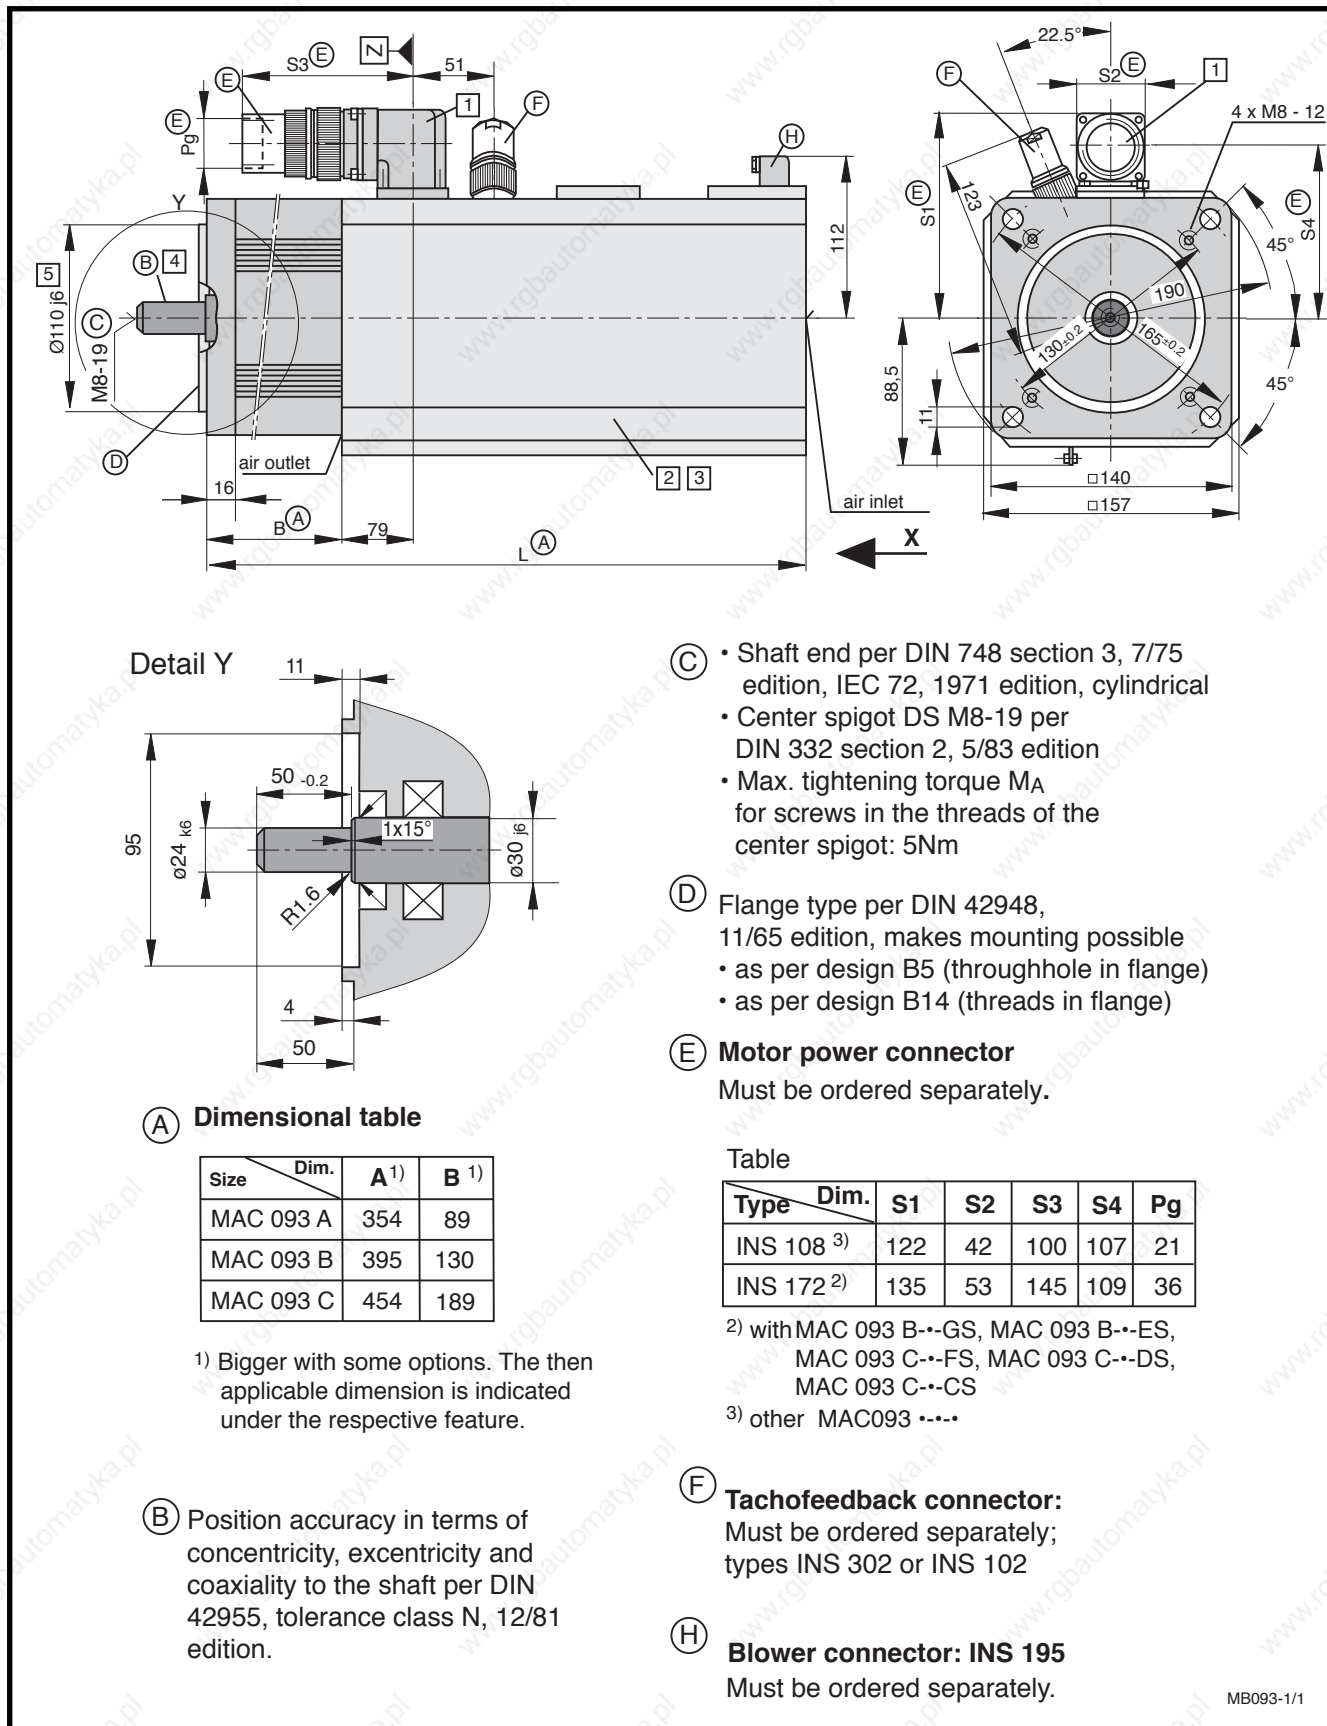 S3 Ⓔ
Z
51
Ⓔ
1
Ⓕ
Ⓔ
Pg
Ⓗ
Y
112
5
Ø110 j6
Ⓑ 4
Ⓒ
M8-19
Ⓓ
air outlet
2 3
16
air inlet
B Ⓐ
79
L Ⓐ
X
22.5°
Ⓕ
S2 Ⓔ
1
4 x M8 - 12
S1 Ⓔ
123
S4 Ⓔ
45°
190
130±0.2
165±0.2
88,5
11
45°
□140
□157
Detail Y
11
50 -0.2
1x15°
95
ø24 k6
ø30 j6
R1.6
4
50
Ⓒ • Shaft end per DIN 748 section 3, 7/75
edition, IEC 72, 1971 edition, cylindrical
• Center spigot DS M8-19 per
DIN 332 section 2, 5/83 edition
• Max. tightening torque MA
for screws in the threads of the
center spigot: 5Nm
Ⓓ Flange type per DIN 42948,
11/65 edition, makes mounting possible
• as per design B5 (throughhole in flange)
• as per design B14 (threads in flange)
Ⓔ Motor power connector
Must be ordered separately.
Ⓐ Dimensional table
Size Dim. A 1) B 1)
MAC 093 A 354 89
MAC 093 B 395 130
MAC 093 C 454 189
1) Bigger with some options. The then
applicable dimension is indicated
under the respective feature.
Table
Type Dim. S1 S2 S3 S4 Pg
INS 108 3) 122 42 100 107 21
INS 172 2) 135 53 145 109 36
2) with MAC 093 B-•-GS, MAC 093 B-•-ES,
MAC 093 C-•-FS, MAC 093 C-•-DS,
MAC 093 C-•-CS
3) other MAC093 •-•-•
Ⓑ Position accuracy in terms of
concentricity, excentricity and
coaxiality to the shaft per DIN
42955, tolerance class N, 12/81
edition.
Ⓕ Tachofeedback connector:
Must be ordered separately;
types INS 302 or INS 102
Ⓗ Blower connector: INS 195
Must be ordered separately.
MB093-1/1
www.rgbautomatyka.pl